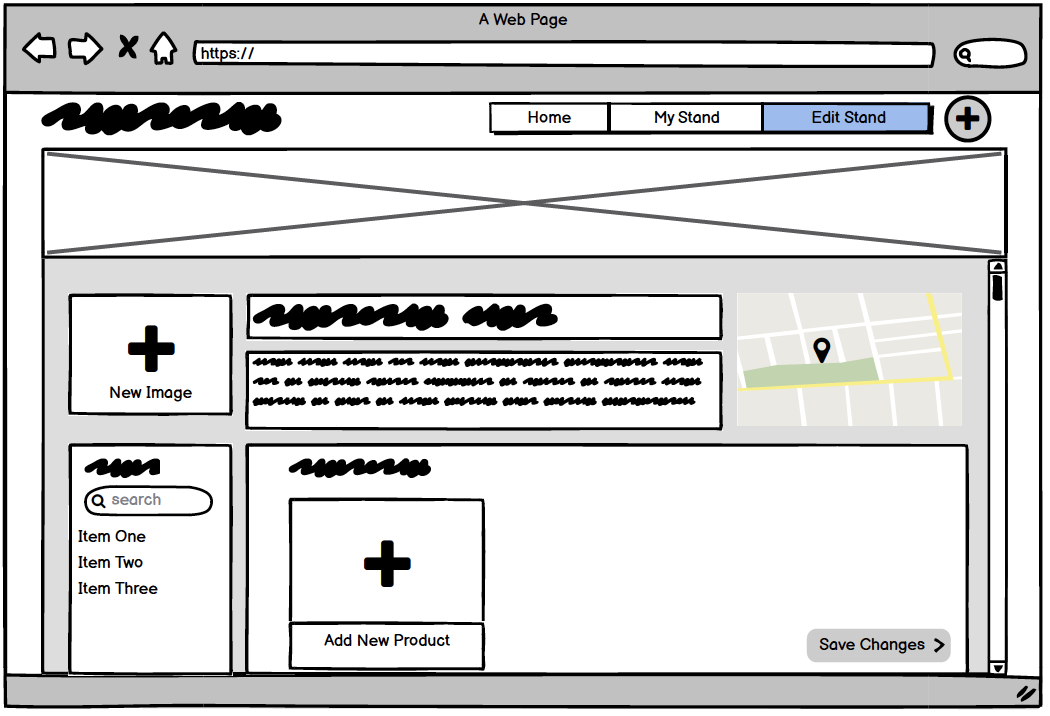 A Web Page
https://
Home My Stand Edit Stand
New Image
search
Item One
Item Two
Item Three
Add New Product
Save Changes